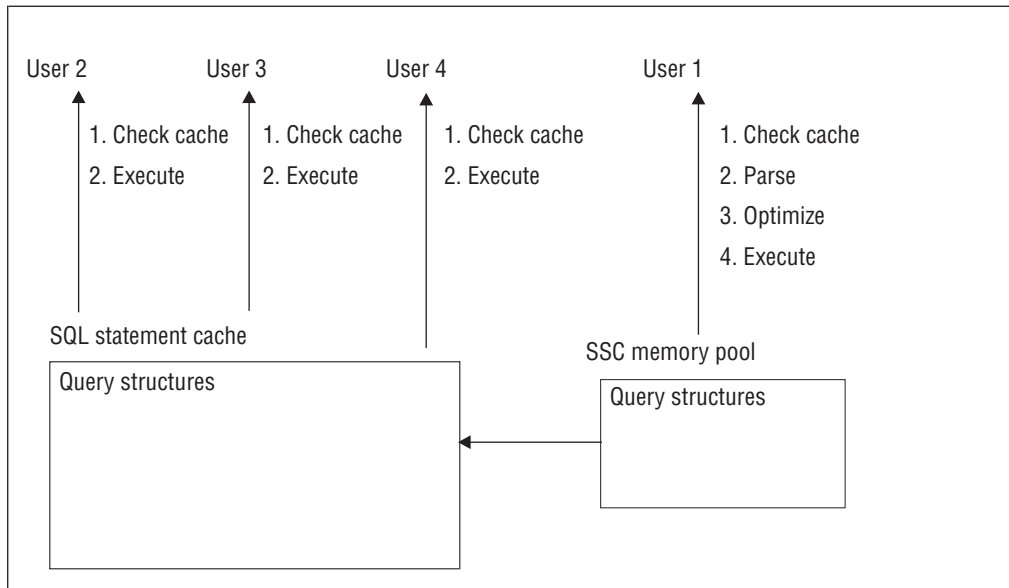 User 2
User 3
User 4
User 1
1. Check cache
2. Execute
1. Check cache
2. Execute
1. Check cache
2. Execute
1. Check cache
2. Parse
3. Optimize
4. Execute
SQL statement cache
Query structures
SSC memory pool
Query structures